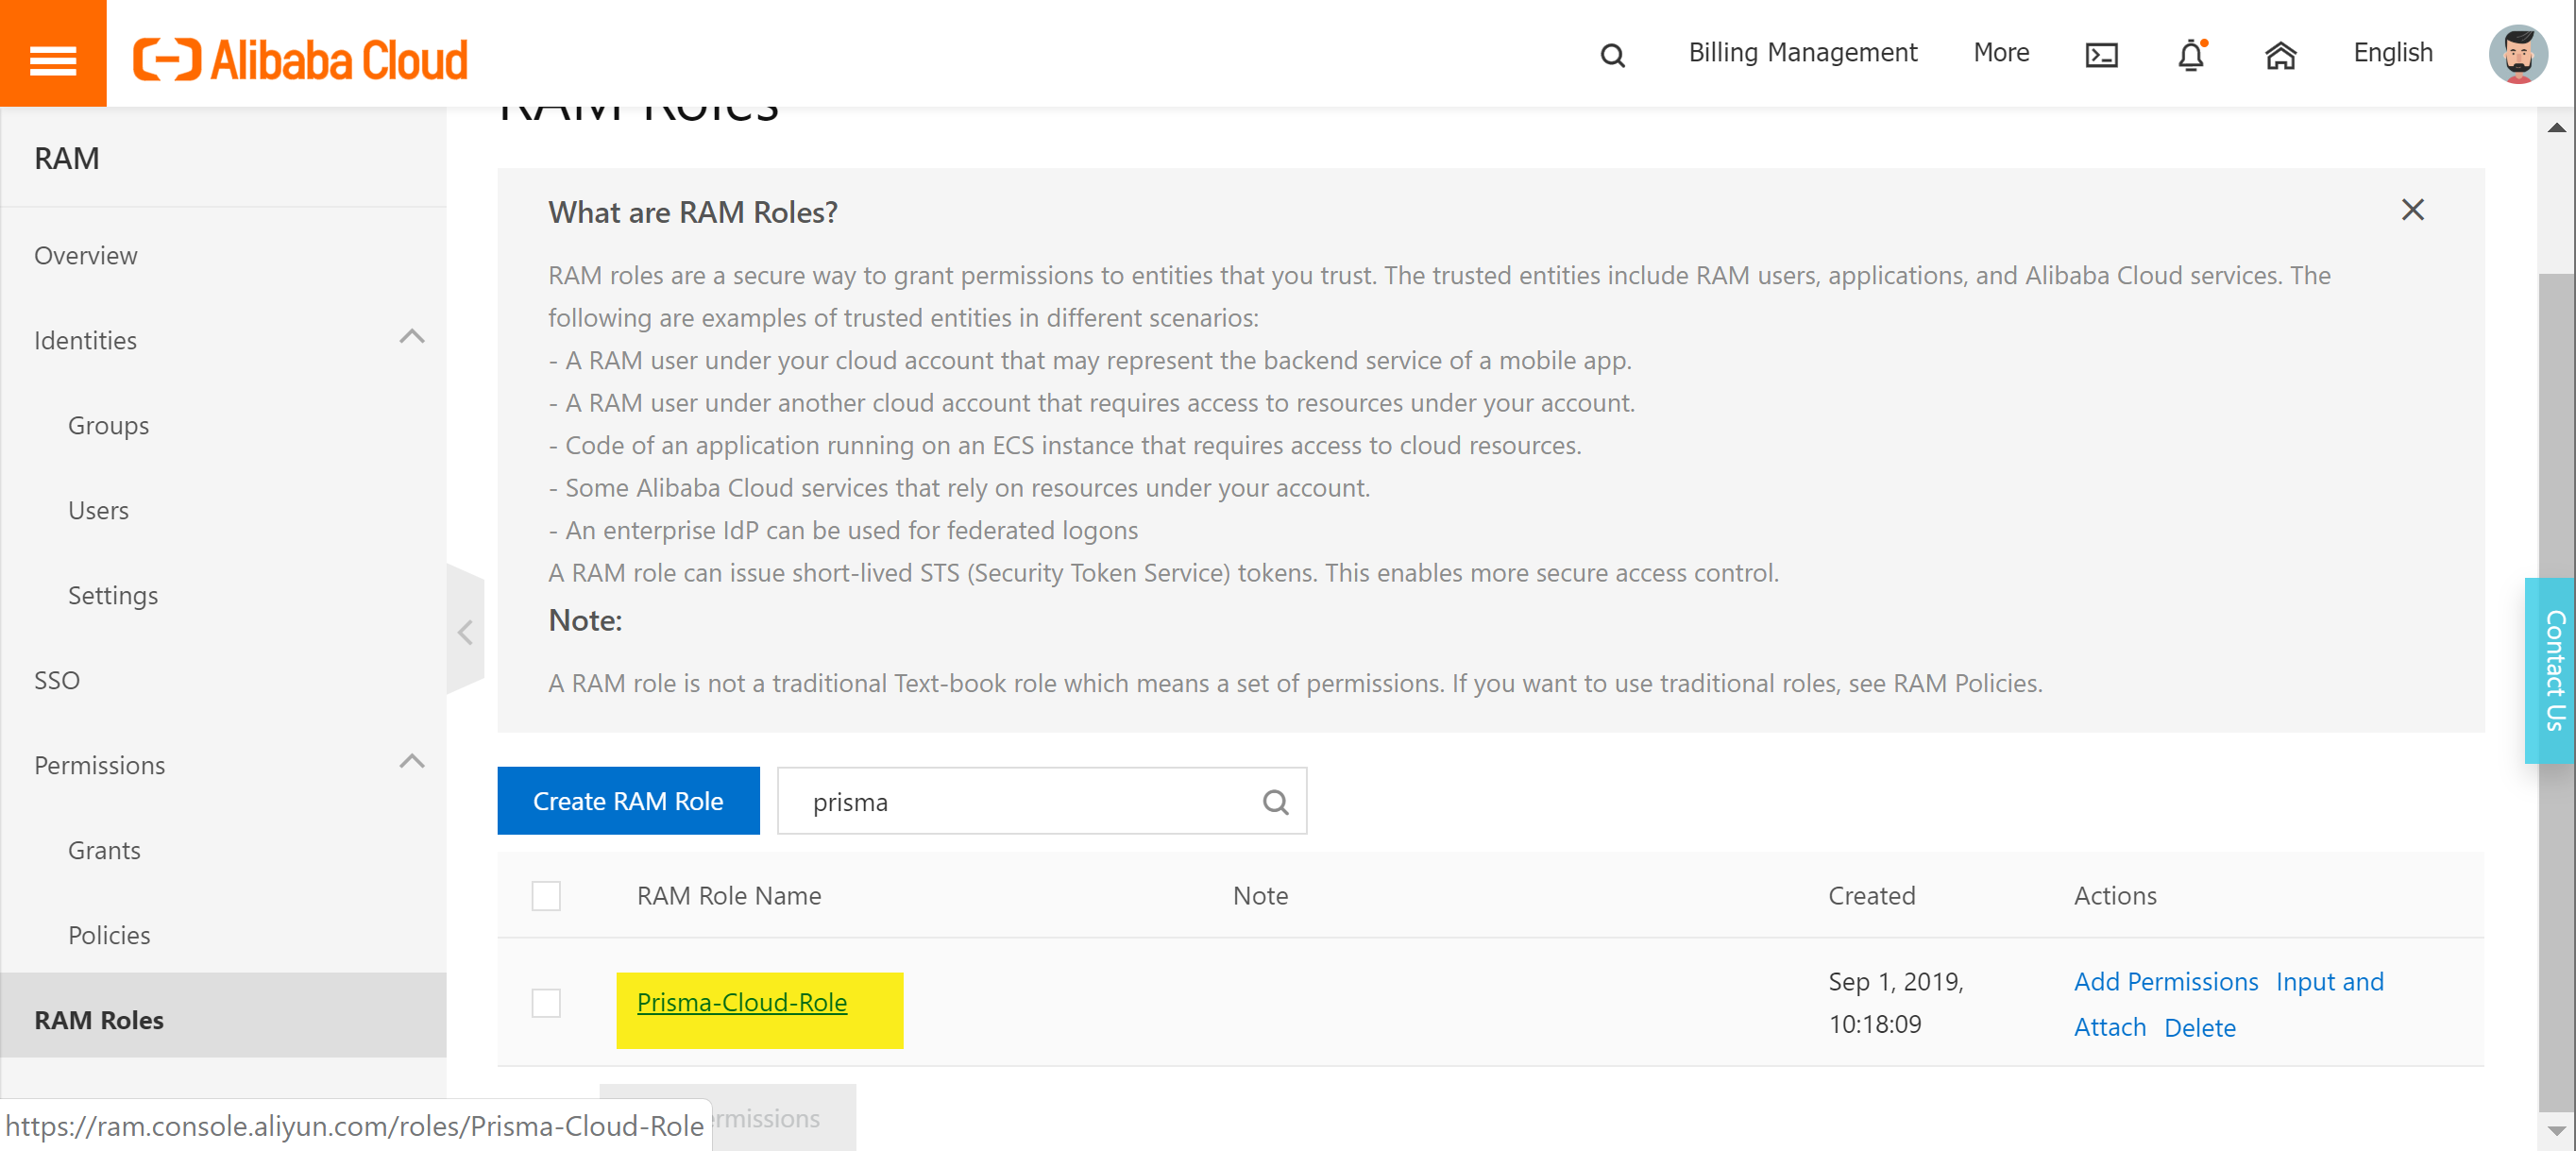 Alibaba Cloud
Billing Management
More
English
RAM Roles
RAM
Overview
Identities
Groups
Users
Settings
SSO
Permissions
Grants
Policies
RAM Roles
What are RAM Roles?
RAM roles are a secure way to grant permissions to entities that you trust. The trusted entities include RAM users, applications, and Alibaba Cloud services. The
following are examples of trusted entities in different scenarios:
- A RAM user under your cloud account that may represent the backend service of a mobile app.
- A RAM user under another cloud account that requires access to resources under your account.
- Code of an application running on an ECS instance that requires access to cloud resources.
- Some Alibaba Cloud services that rely on resources under your account.
- An enterprise IdP can be used for federated logons
A RAM role can issue short-lived STS (Security Token Service) tokens. This enables more secure access control.
Note:
A RAM role is not a traditional Text-book role which means a set of permissions. If you want to use traditional roles, see RAM Policies.
Create RAM Role
prisma
RAM Role Name
Note
Created
Actions
Prisma-Cloud-Role
Sep 1, 2019,
10:18:09
Add Permissions Input and
Attach Delete
rmissions
https://ram.console.aliyun.com/roles/Prisma-Cloud-Role
Contact Us